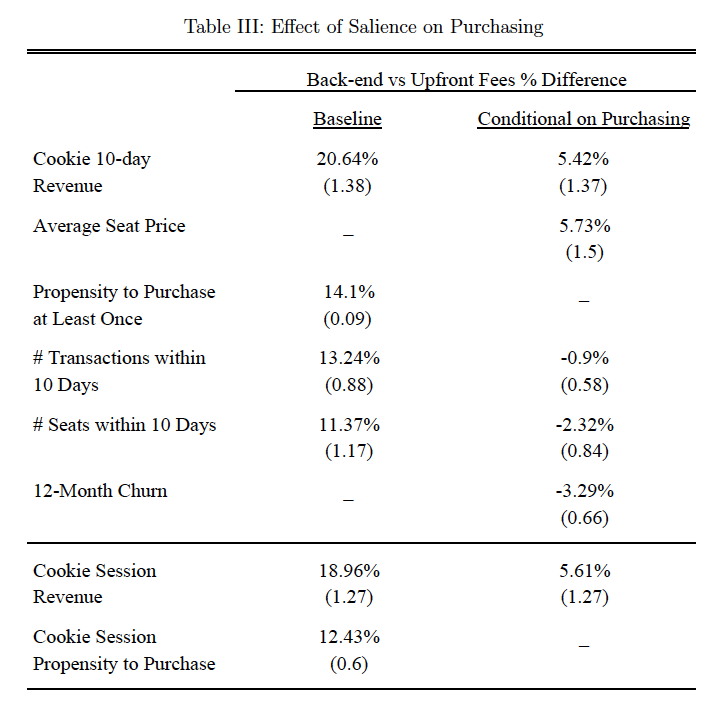 Table III: Effect of Salience on Purchasing
Back-end vs Upfront Fees % Difference
Baseline Conditional on Purchasing
Cookie 10-day 20.64% 5.42%
Revenue (1.38) (1.37)
Average Seat Price – 5.73%
(1.5)
Propensity to Purchase 14.1% –
at Least Once (0.09)
# Transactions within 13.24% -0.9%
10 Days (0.88) (0.58)
# Seats within 10 Days 11.37% -2.32%
(1.17) (0.84)
12-Month Churn – -3.29%
(0.66)
Cookie Session 18.96% 5.61%
Revenue (1.27) (1.27)
Cookie Session 12.43% –
Propensity to Purchase (0.6)